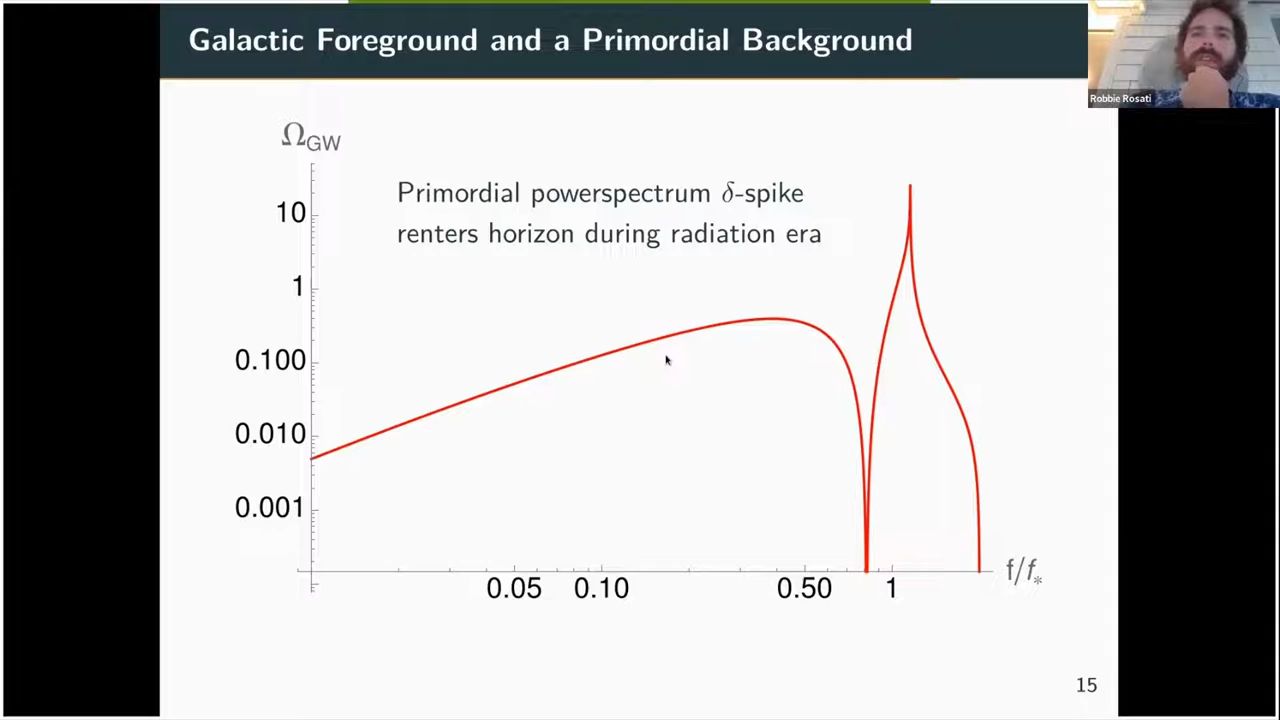 Galactic Foreground and a Primordial Background
Robbie Rosati
Ω_GW
Primordial powerspectrum δ-spike
renters horizon during radiation era
10
1
0.100
0.010
0.001
0.05 0.10 0.50 1
f/f_*
15